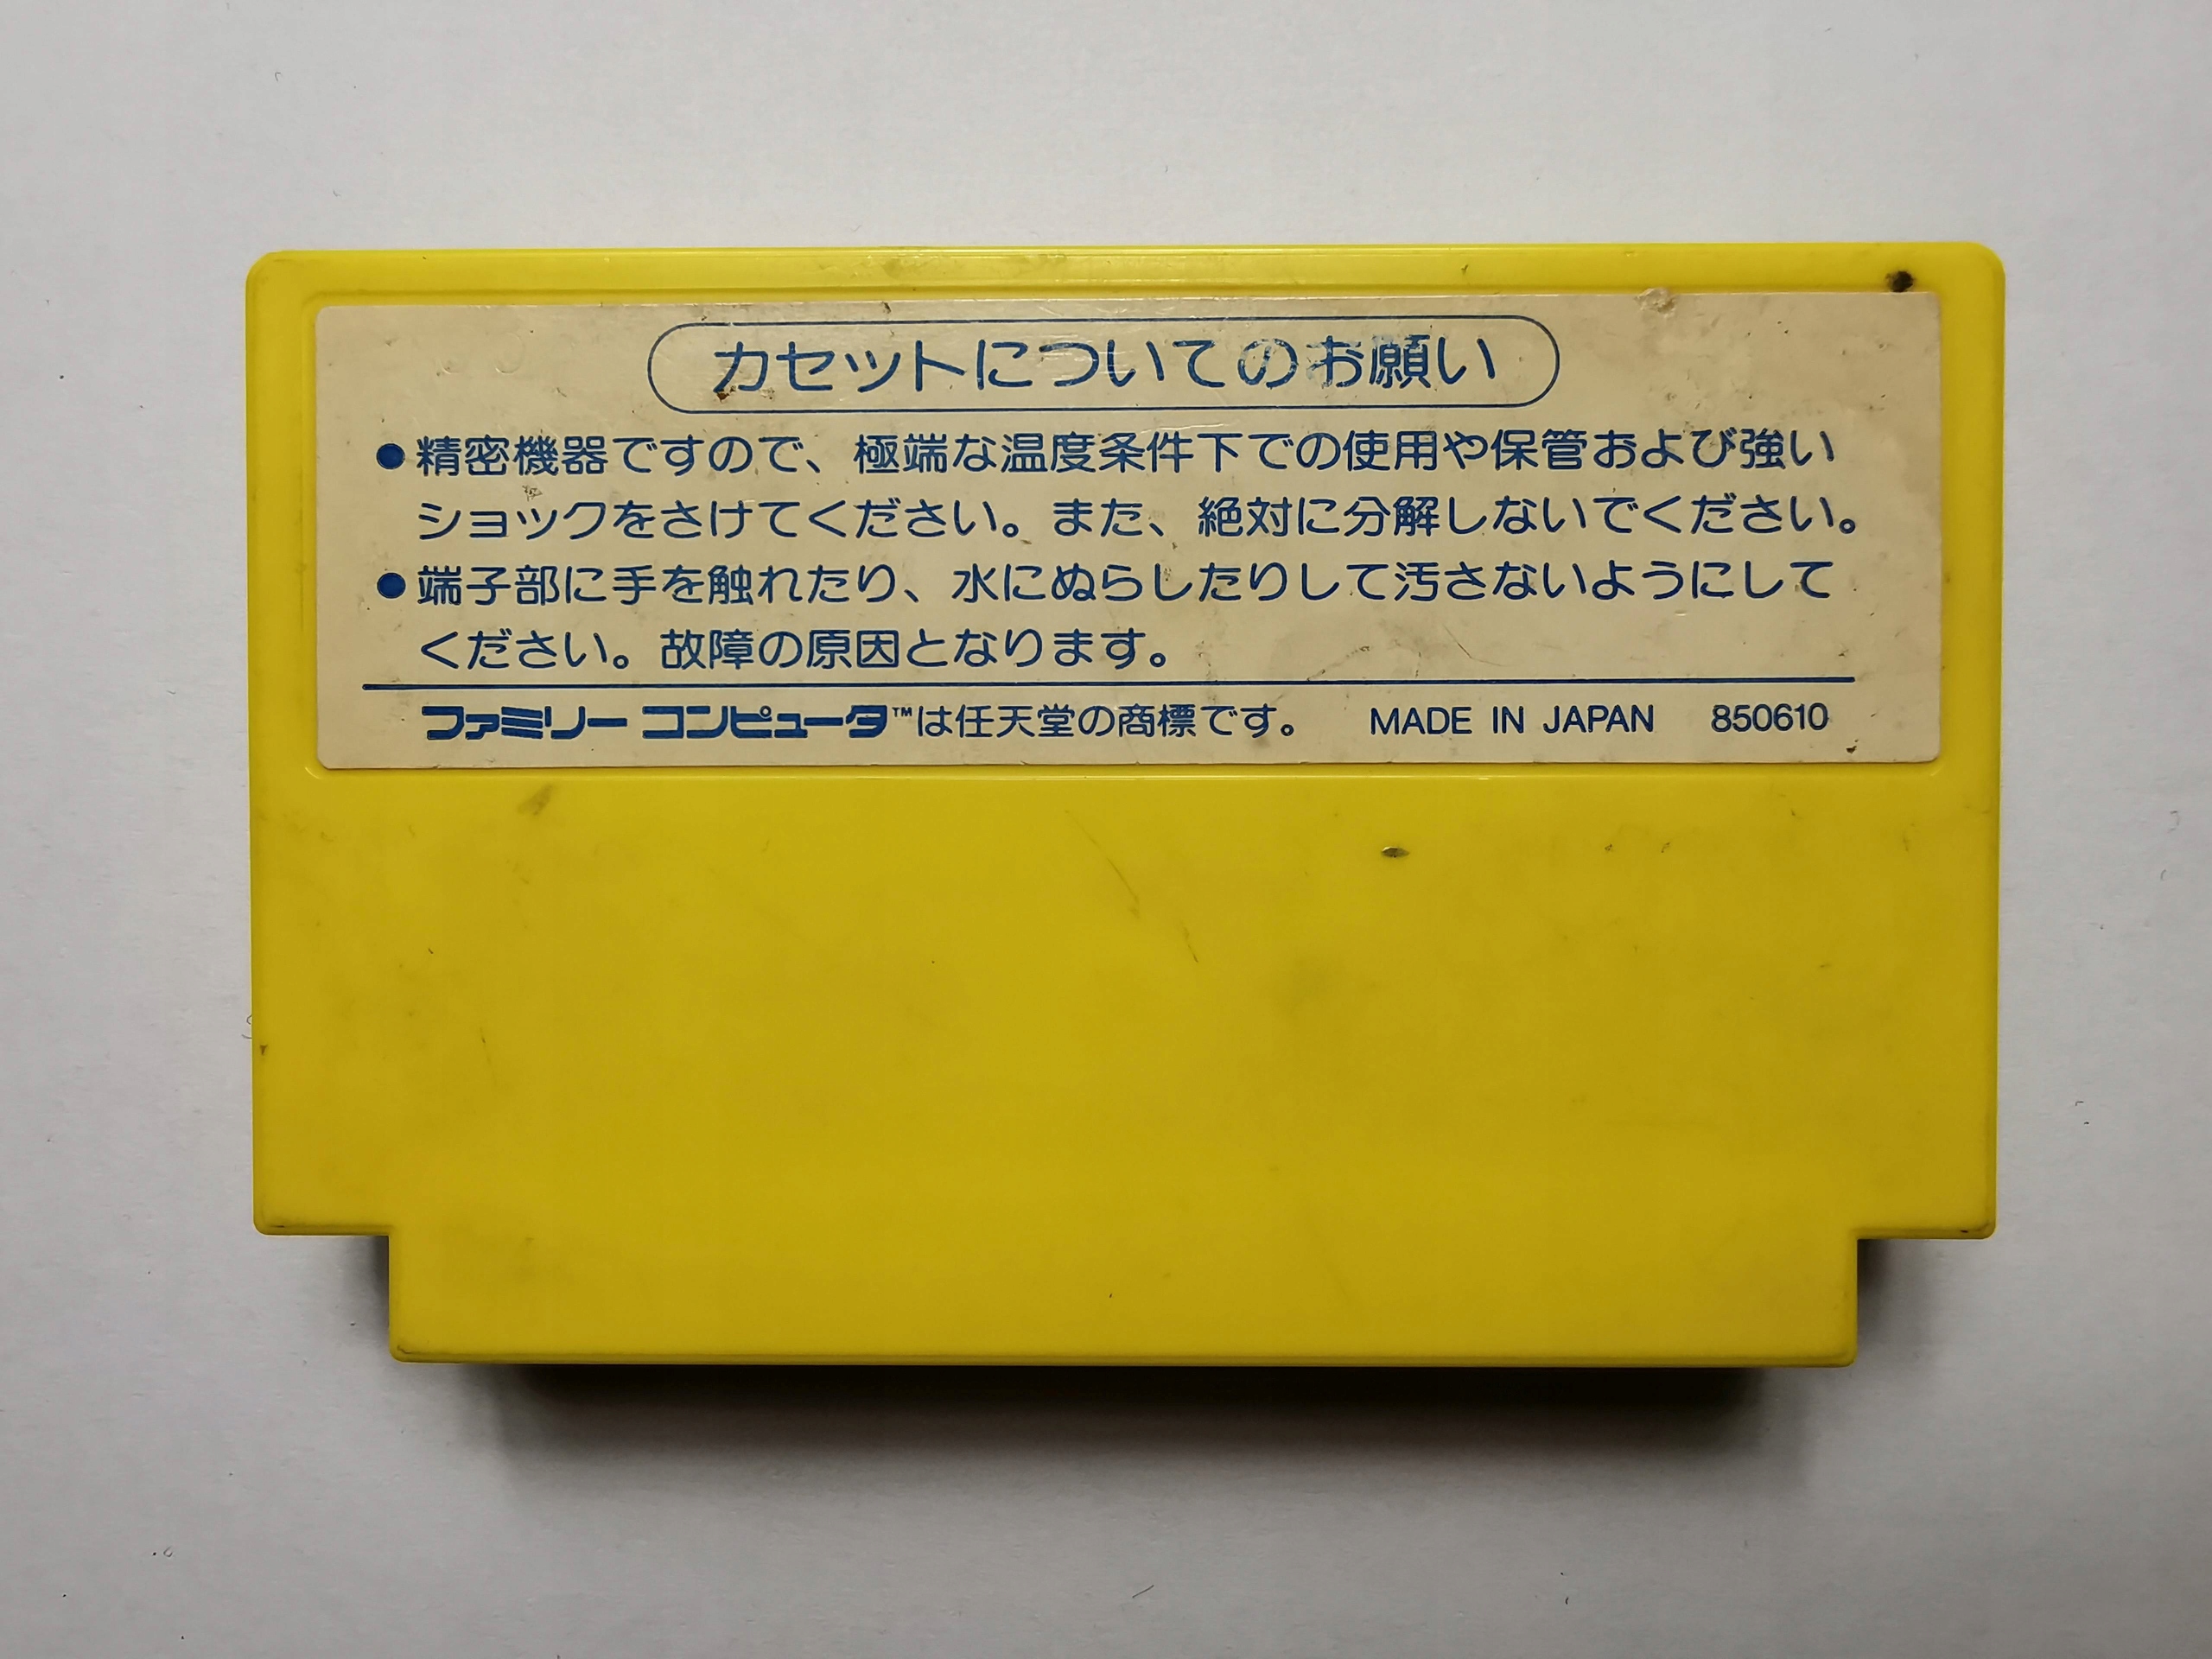 カセットについてのお願い
●精密機器ですので、極端な温度条件下での使用や保管および強い
ショックをさけてください。また、絶対に分解しないでください。
●端子部に手を触れたり、水にぬらしたりして汚さないようにして
ください。故障の原因となります。
ファミリー コンピュータ™は任天堂の商標です。 MADE IN JAPAN 850610